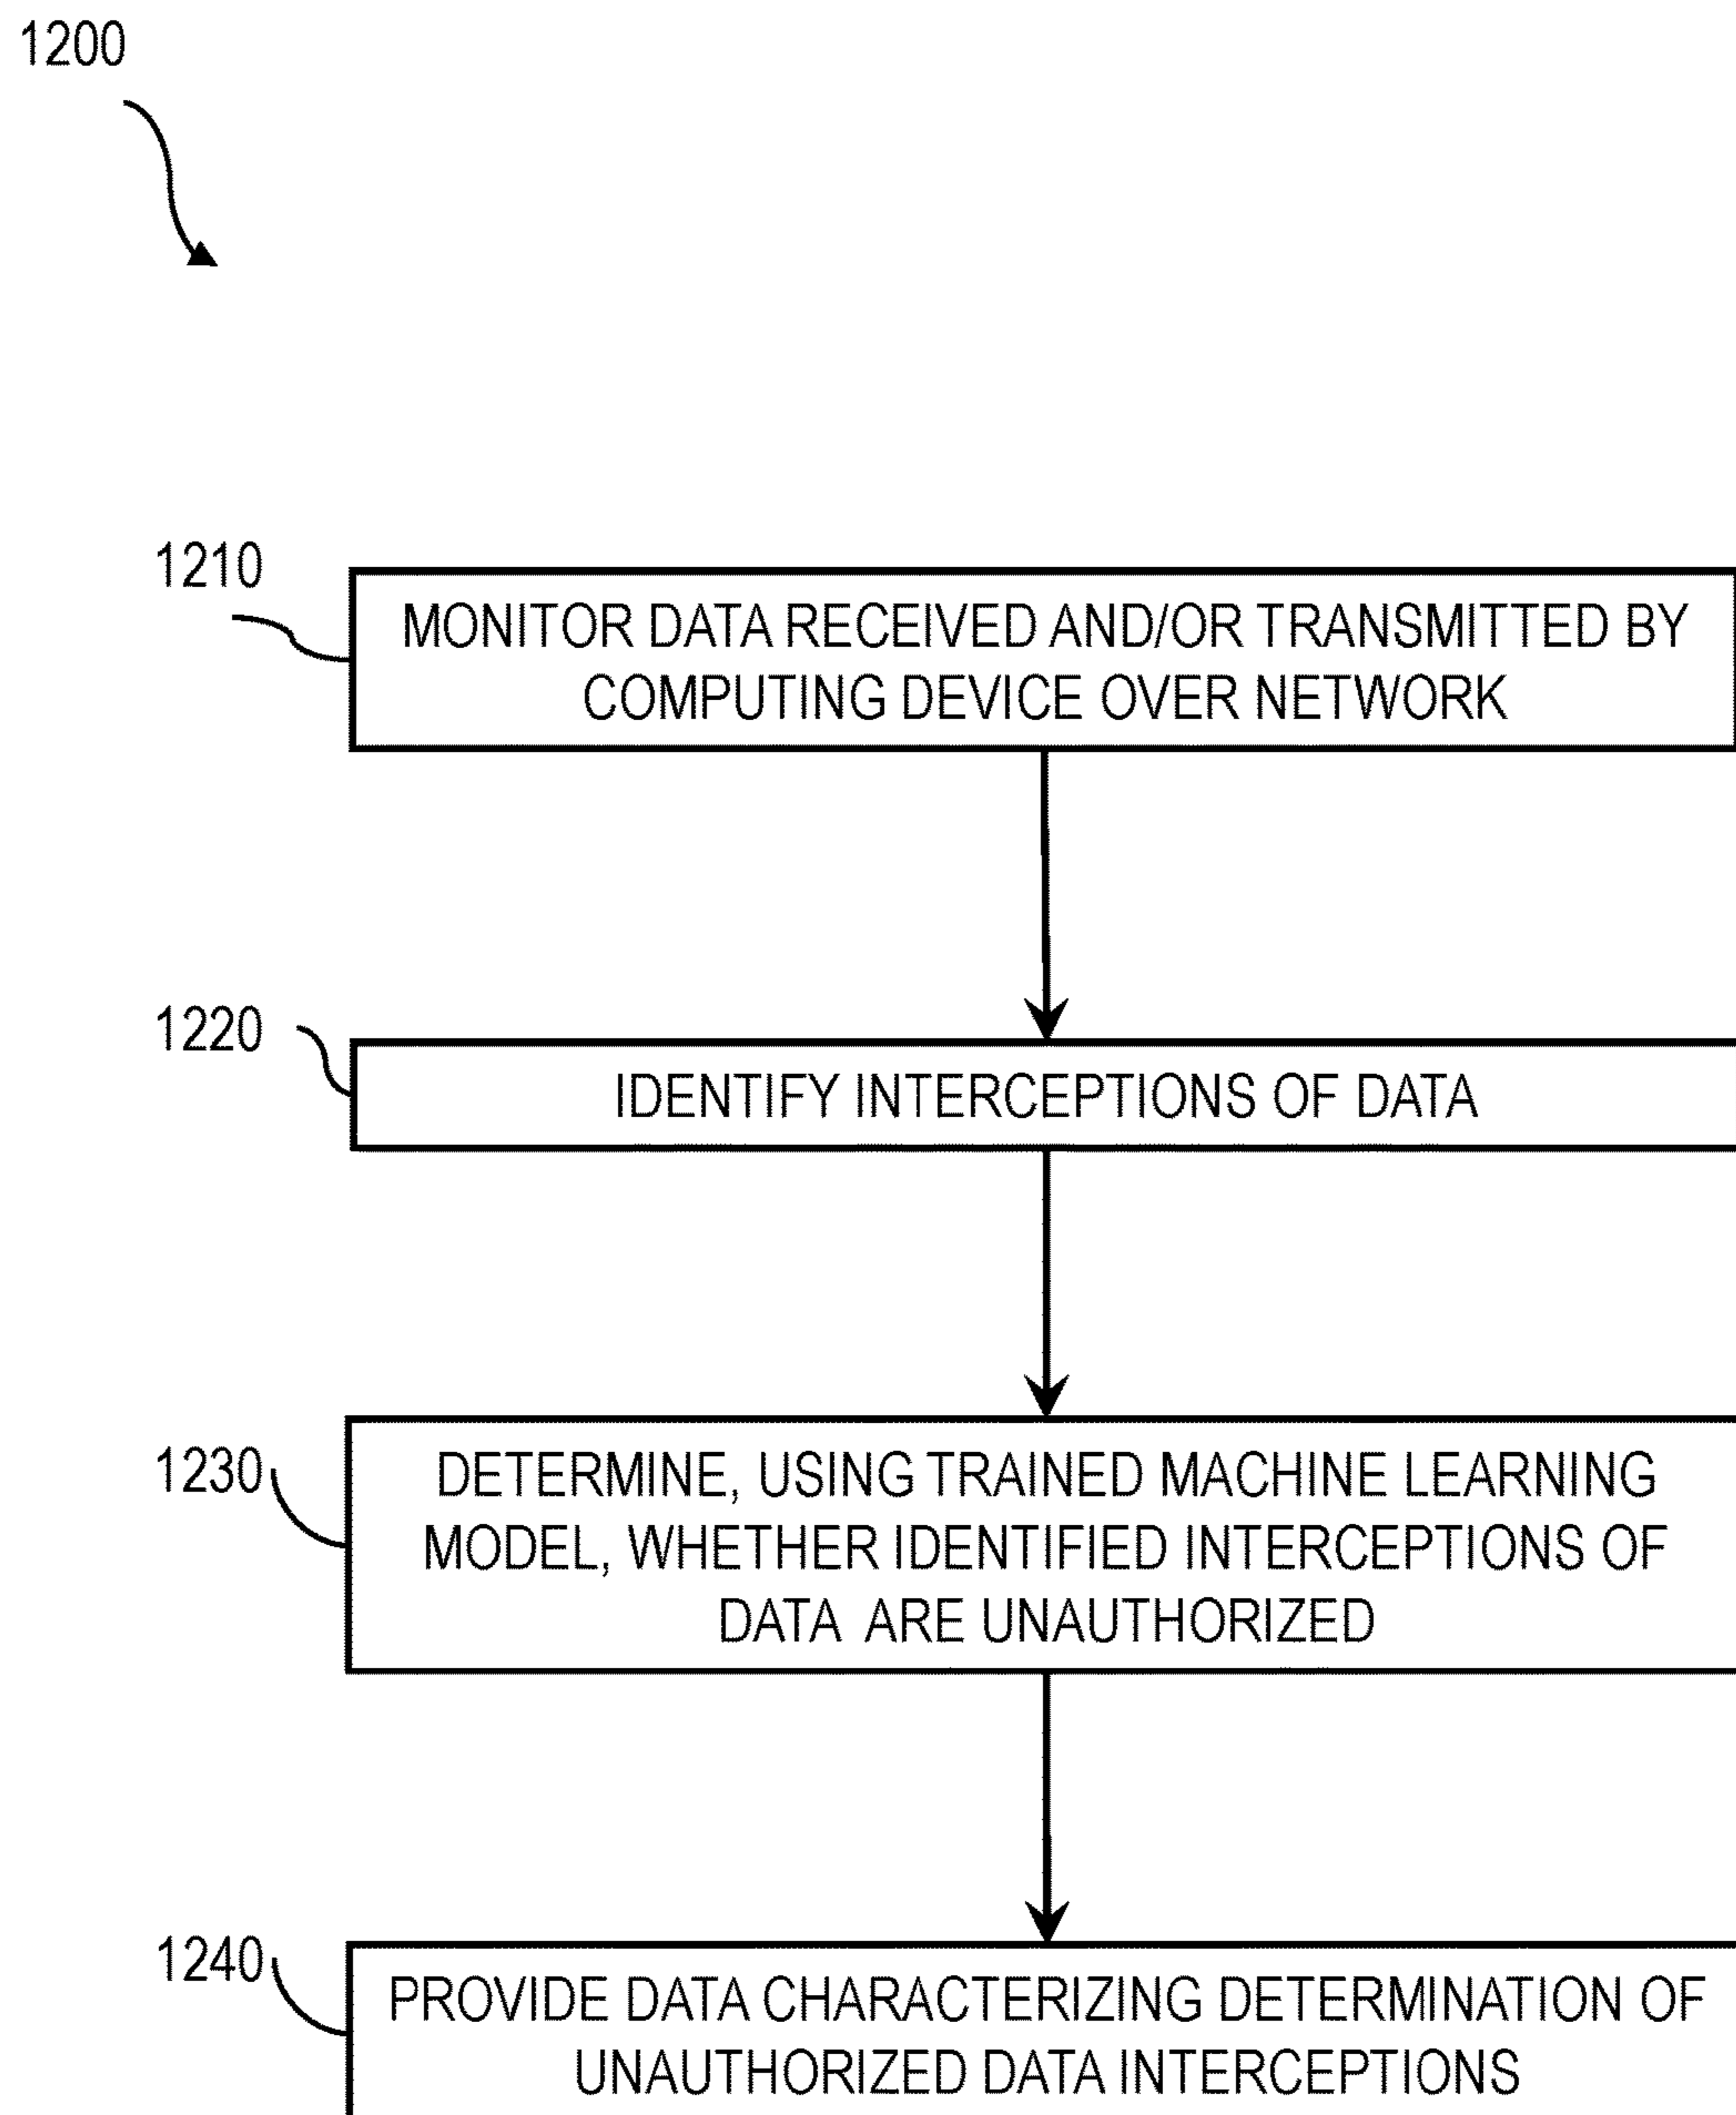 1200
1210
MONITOR DATA RECEIVED AND/OR TRANSMITTED BY
COMPUTING DEVICE OVER NETWORK
1220
IDENTIFY INTERCEPTIONS OF DATA
1230
DETERMINE, USING TRAINED MACHINE LEARNING
MODEL, WHETHER IDENTIFIED INTERCEPTIONS OF
DATA ARE UNAUTHORIZED
1240
PROVIDE DATA CHARACTERIZING DETERMINATION OF
UNAUTHORIZED DATA INTERCEPTIONS